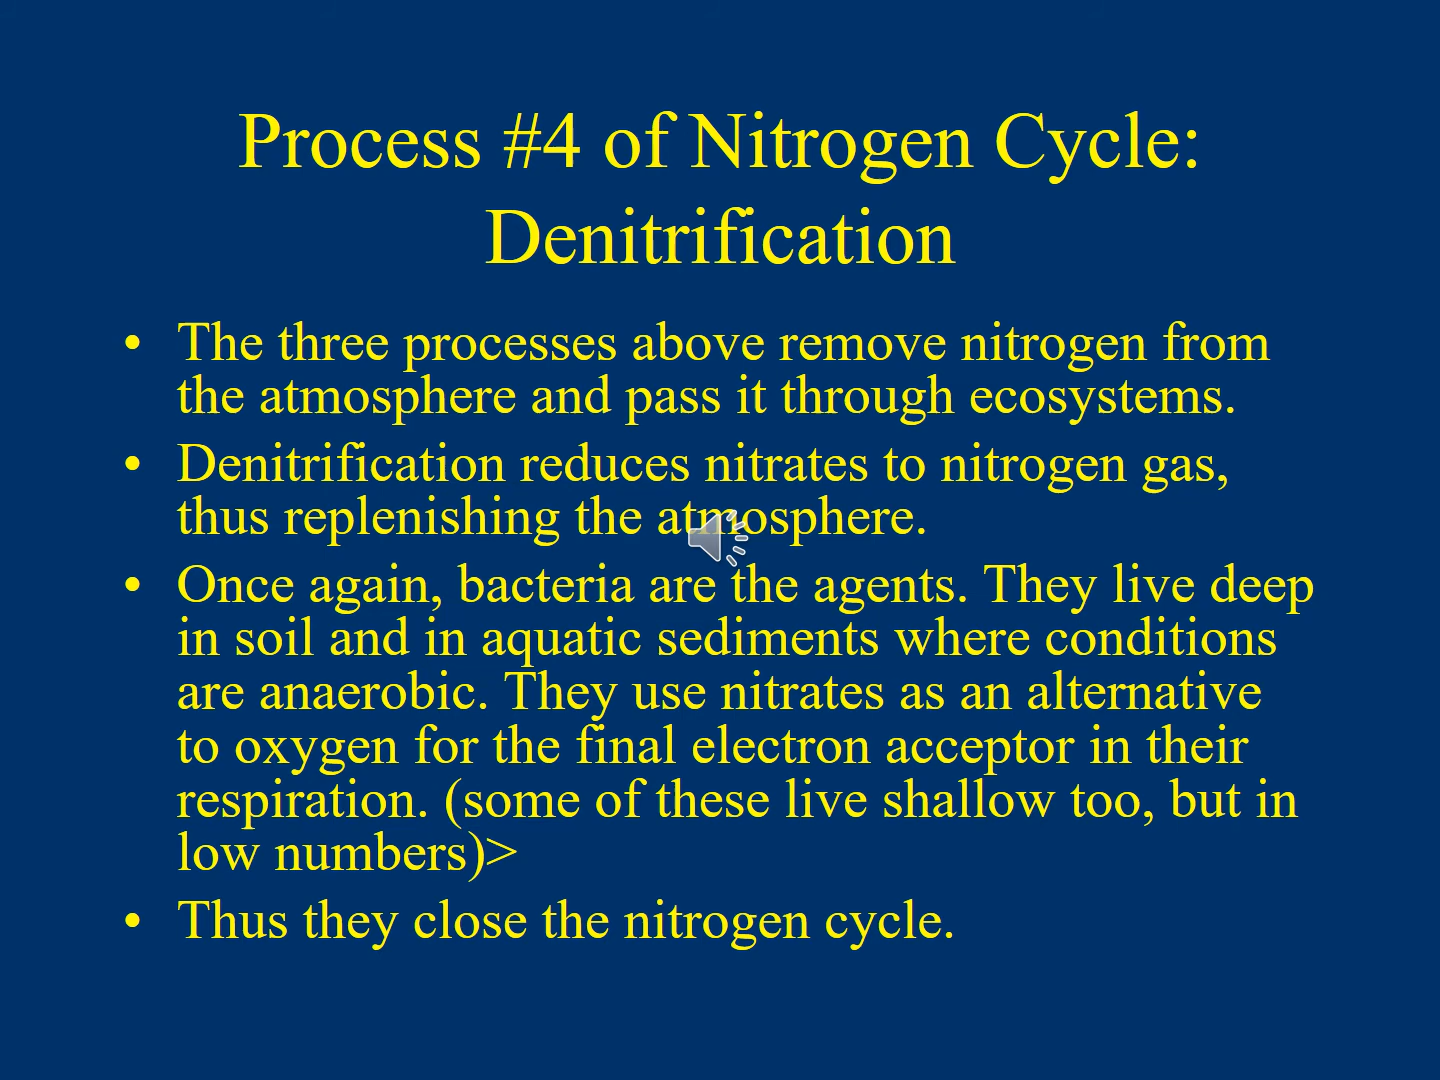 Process #4 of Nitrogen Cycle:
Denitrification
• The three processes above remove nitrogen from
the atmosphere and pass it through ecosystems.
• Denitrification reduces nitrates to nitrogen gas,
thus replenishing the atmosphere.
• Once again, bacteria are the agents. They live deep
in soil and in aquatic sediments where conditions
are anaerobic. They use nitrates as an alternative
to oxygen for the final electron acceptor in their
respiration. (some of these live shallow too, but in
low numbers)>
• Thus they close the nitrogen cycle.